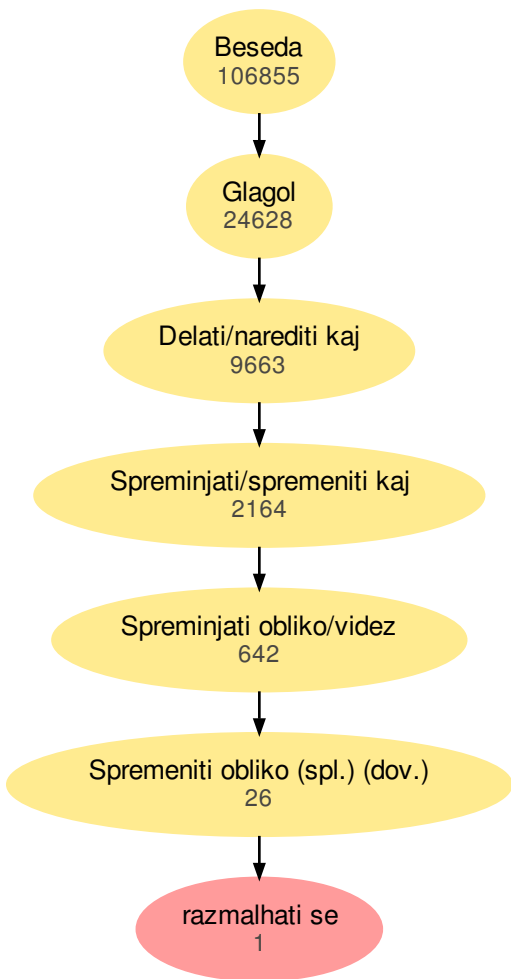 Beseda
106855
Glagol
24628
Delati/narediti kaj
9663
Spreminjati/spremeniti kaj
2164
Spreminjati obliko/videz
642
Spremeniti obliko (spl.) (dov.)
26
razmalhati se
1